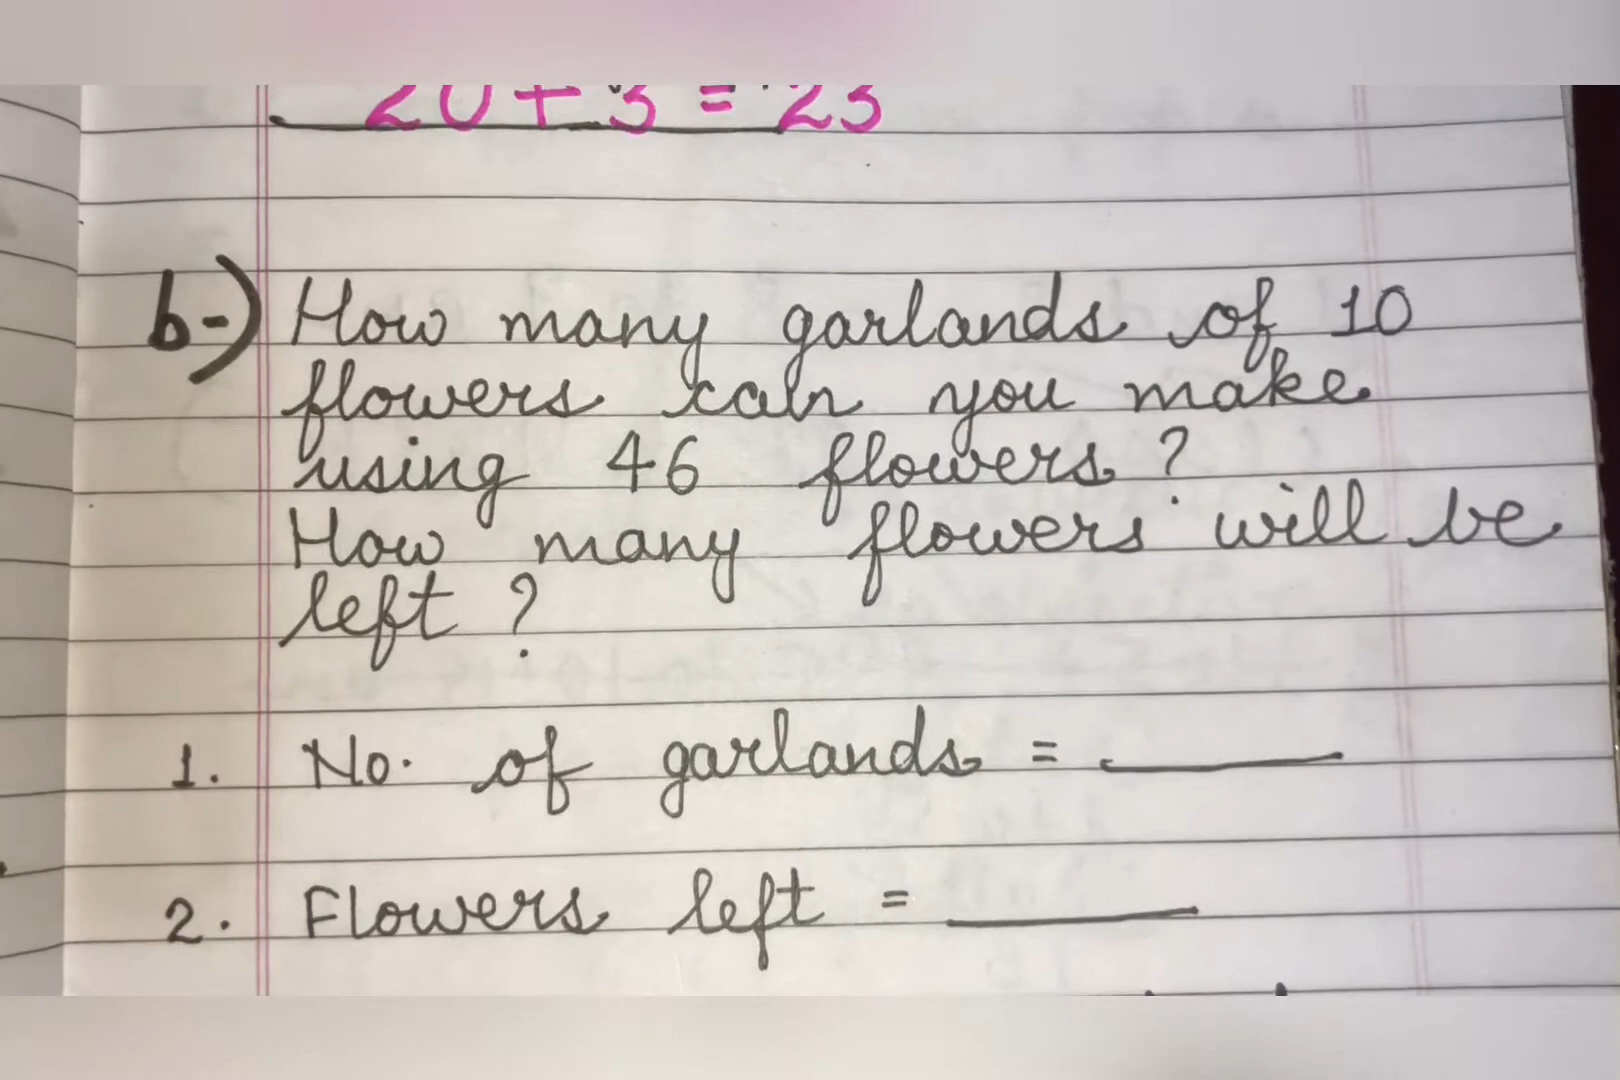 20+3 = 23
b-) How many garlands of 10
flowers can you make
using 46 flowers ?
How many flowers will be
left ?
1. No. of garlands =
2. Flowers left =